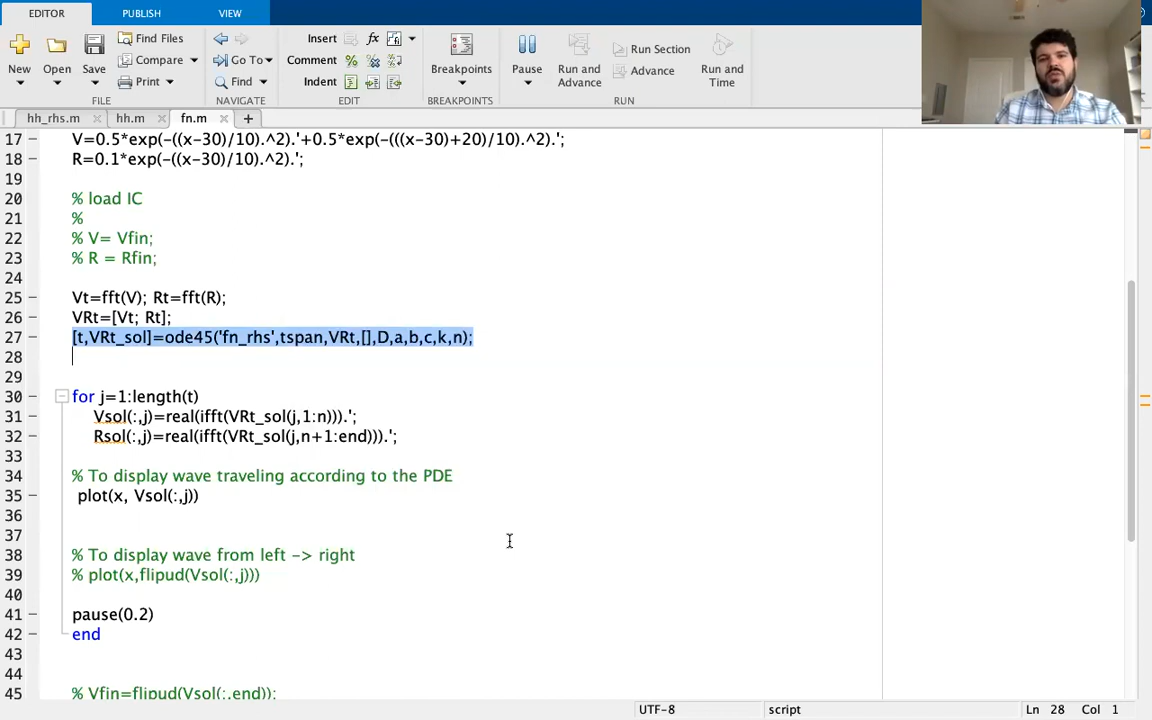 EDITOR PUBLISH VIEW
New Open Save Find Files Compare Print
Go To Find
Insert fx
Comment % %
Indent
Breakpoints Pause Run and Advance Run Section Advance Run and Time
FILE NAVIGATE EDIT BREAKPOINTS RUN
hh_rhs.m × hh.m × fn.m × +
17 – V=0.5*exp(-((x-30)/10).^2).'+0.5*exp(-(((x-30)+20)/10).^2).';
18 – R=0.1*exp(-((x-30)/10).^2).';
19
20 % load IC
21 %
22 % V= Vfin;
23 % R = Rfin;
24
25 – Vt=fft(V); Rt=fft(R);
26 – VRt=[Vt; Rt];
27 – [t,VRt_sol]=ode45('fn_rhs',tspan,VRt,[],D,a,b,c,k,n);
28
29
30 – for j=1:length(t)
31 – Vsol(:,j)=real(ifft(VRt_sol(j,1:n))).';
32 – Rsol(:,j)=real(ifft(VRt_sol(j,n+1:end))).';
33
34 % To display wave traveling according to the PDE
35 – plot(x, Vsol(:,j))
36
37
38 % To display wave from left -> right
39 % plot(x,flipud(Vsol(:,j)))
40
41 – pause(0.2)
42 – end
43
44
45 % Vfin=flipud(Vsol(:,end));
UTF-8 script Ln 28 Col 1